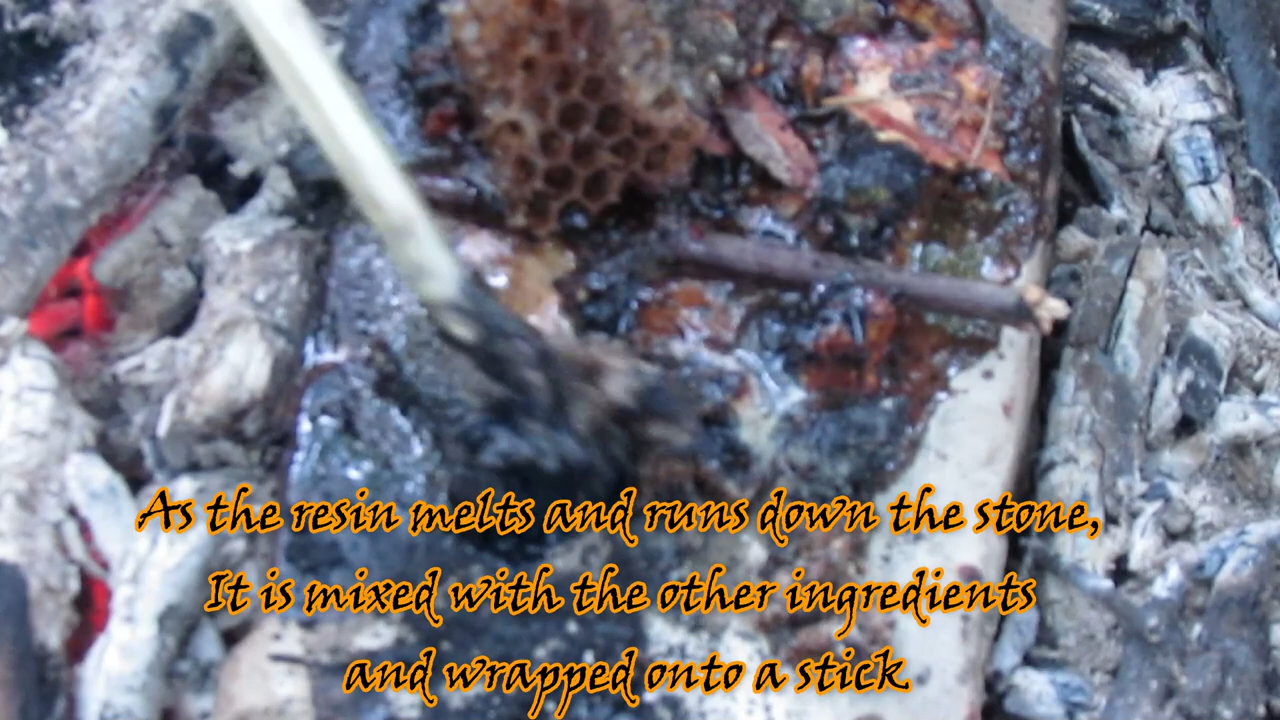 As the resin melts and runs down the stone,
It is mixed with the other ingredients
and wrapped onto a stick